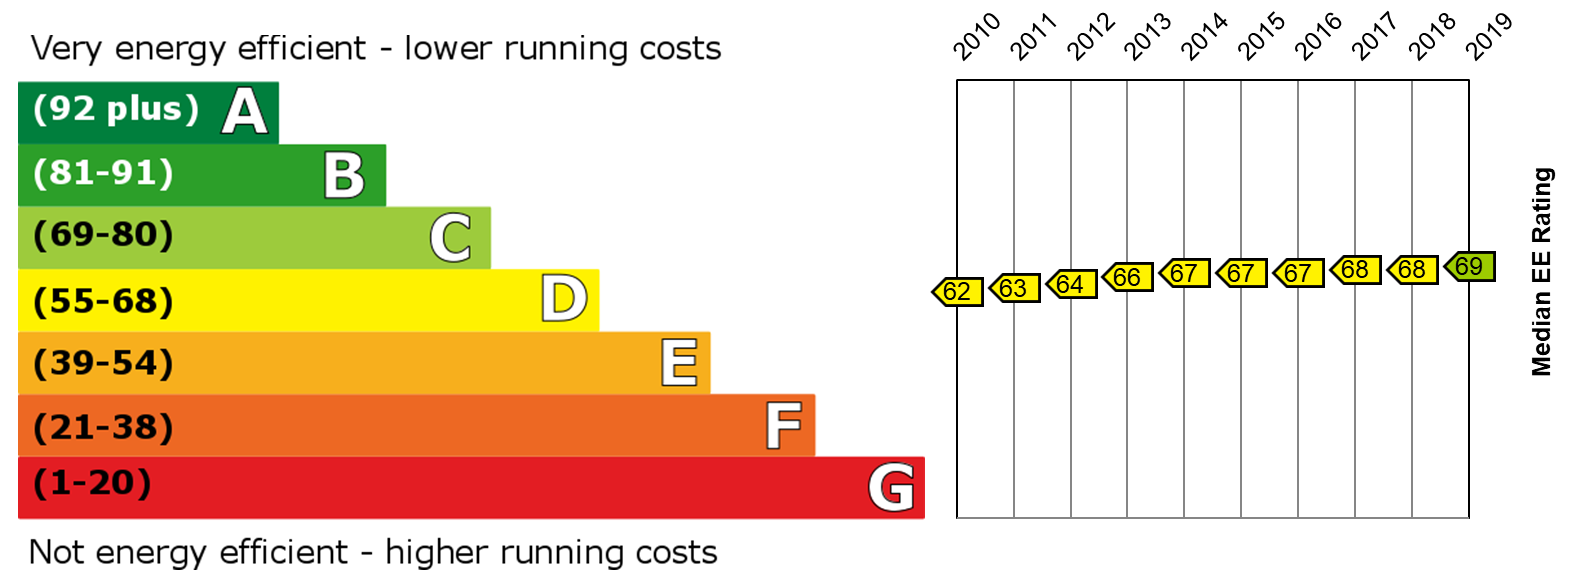 Very energy efficient - lower running costs
(92 plus) A
(81-91) B
(69-80) C
(55-68) D
(39-54) E
(21-38) F
(1-20) G
Not energy efficient - higher running costs
2010 2011 2012 2013 2014 2015 2016 2017 2018 2019
62 63 64 66 67 67 67 68 68 69
Median EE Rating